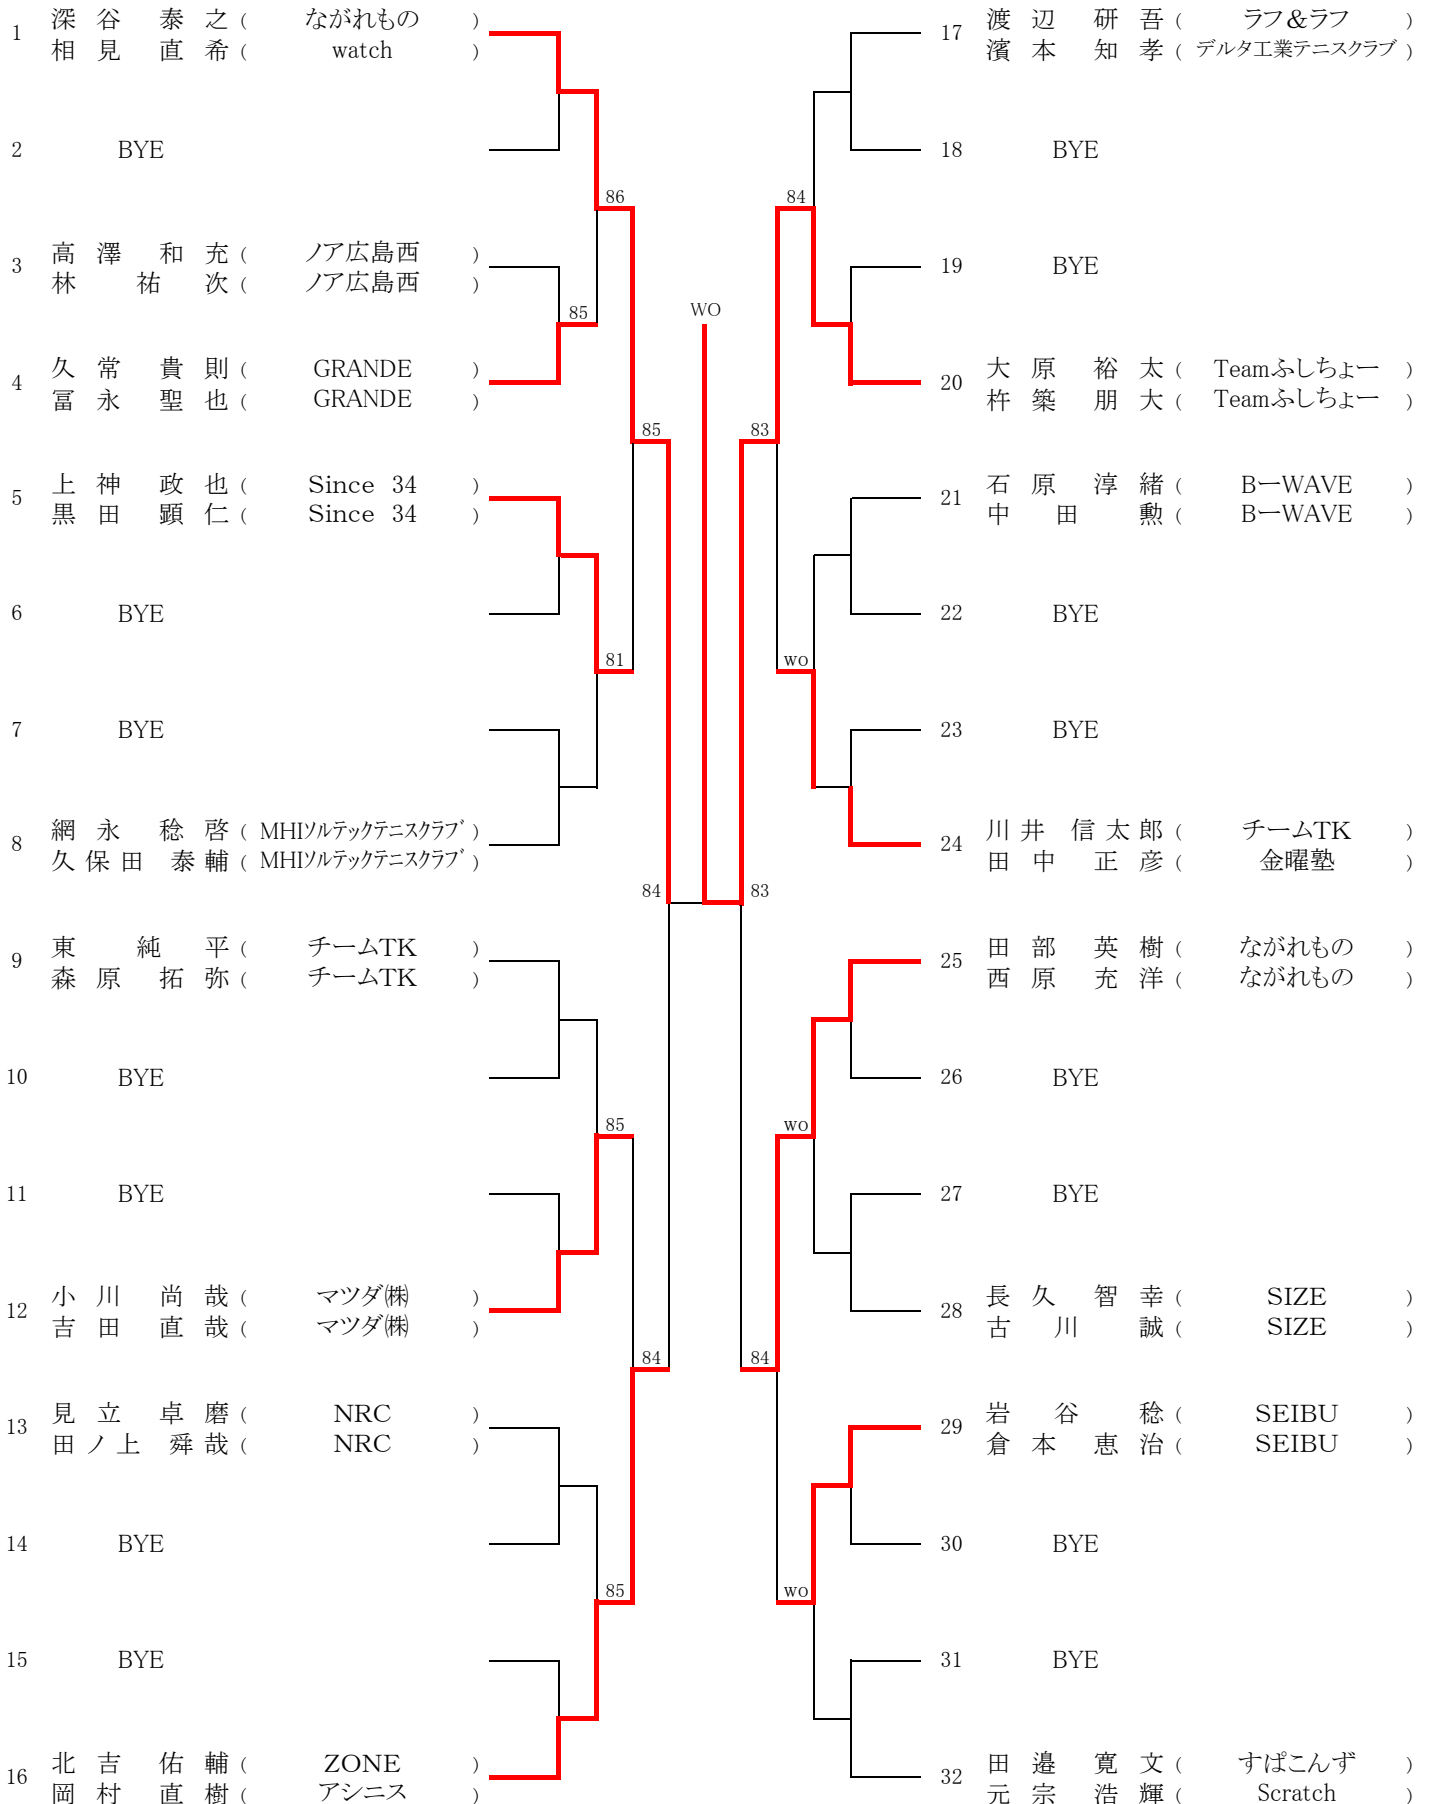 1 深谷 泰之 ( ながれもの )
相見 直希 ( watch )
2 BYE
86
3 高澤 和充 ( ノア広島西 )
林 祐次 ( ノア広島西 )
85
4 久常 貴則 ( GRANDE )
冨永 聖也 ( GRANDE )
85
5 上神 政也 ( Since 34 )
黒田 顕仁 ( Since 34 )
6 BYE
81
7 BYE
8 網永 稔啓 ( MHIソルテックテニスクラブ )
久保田 泰輔 ( MHIソルテックテニスクラブ )
84
9 東 純平 ( チームTK )
森原 拓弥 ( チームTK )
10 BYE
85
11 BYE
12 小川 尚哉 ( マツダ㈱ )
吉田 直哉 ( マツダ㈱ )
84
13 見立 卓磨 ( NRC )
田ノ上 舜哉 ( NRC )
14 BYE
85
15 BYE
16 北吉 佑輔 ( ZONE )
岡村 直樹 ( アシニス )
WO
17 渡辺 研吾 ( ラフ&ラフ )
濱本 知孝 ( デルタ工業テニスクラブ )
18 BYE
84
19 BYE
20 大原 裕太 ( Teamふしちょー )
杵築 朋大 ( Teamふしちょー )
83
21 石原 淳緒 ( BーWAVE )
中田 勲 ( BーWAVE )
22 BYE
WO
23 BYE
24 川井 信太郎 ( チームTK )
田中 正彦 ( 金曜塾 )
83
25 田部 英樹 ( ながれもの )
西原 充洋 ( ながれもの )
26 BYE
WO
27 BYE
28 長久 智幸 ( SIZE )
古川 誠 ( SIZE )
84
29 岩谷 稔 ( SEIBU )
倉本 恵治 ( SEIBU )
30 BYE
WO
31 BYE
32 田邉 寛文 ( すぱこんず )
元宗 浩輝 ( Scratch )